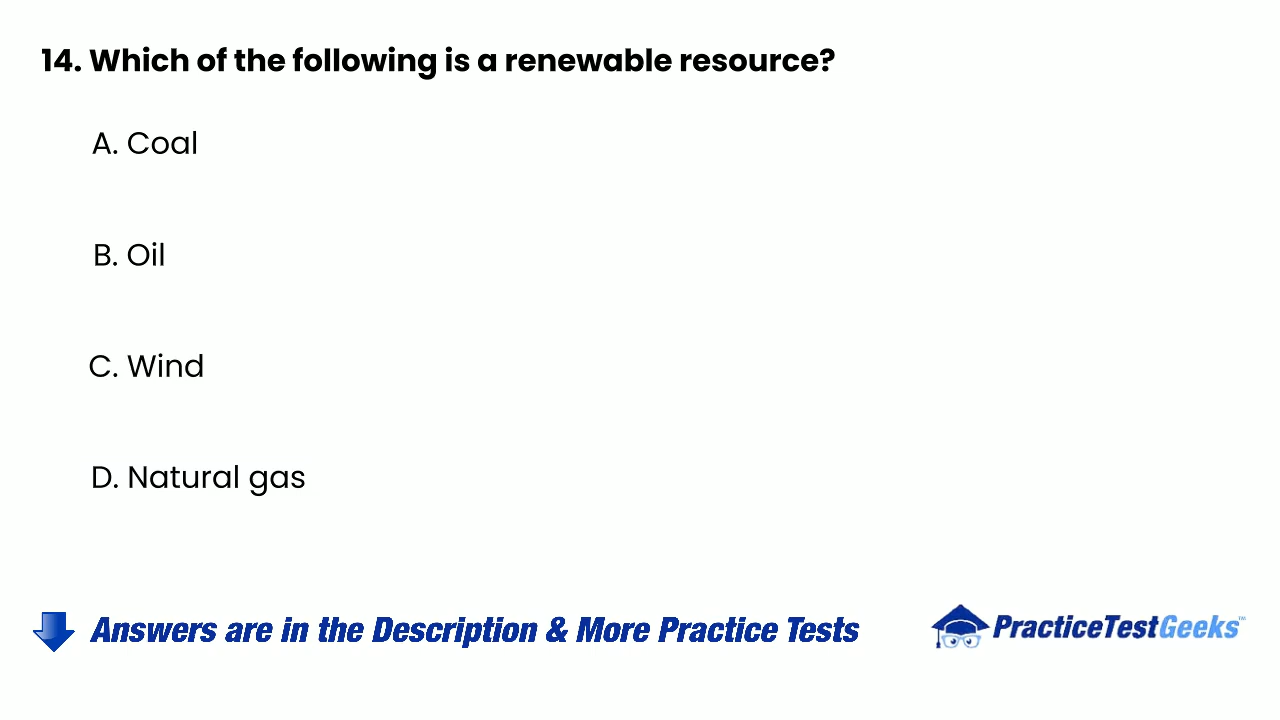 14. Which of the following is a renewable resource?
A. Coal
B. Oil
C. Wind
D. Natural gas
Answers are in the Description & More Practice Tests
PracticeTestGeeks™